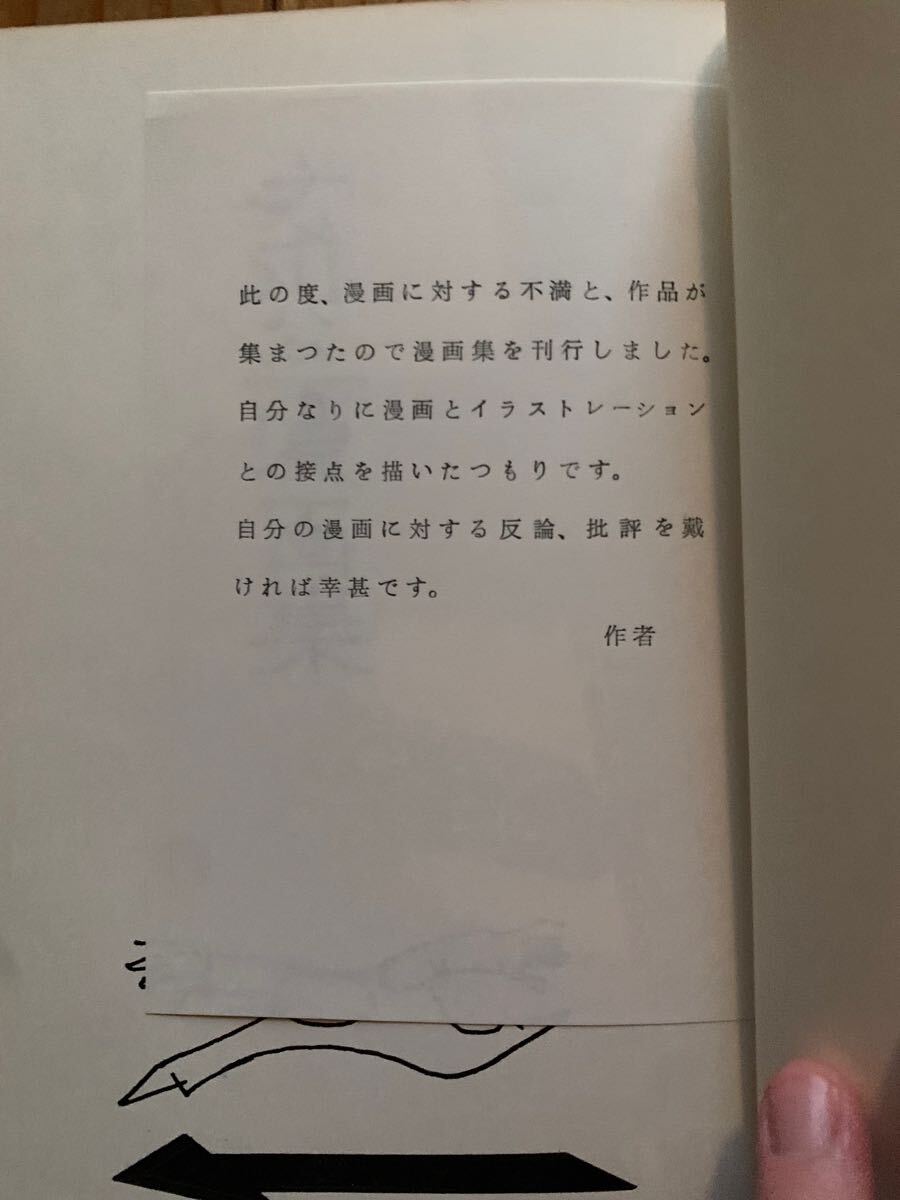 此の度、漫画に対する不満と、作品が
集まつたので漫画集を刊行しました。
自分なりに漫画とイラストレーション
との接点を描いたつもりです。
自分の漫画に対する反論、批評を戴
ければ幸甚です。
作者